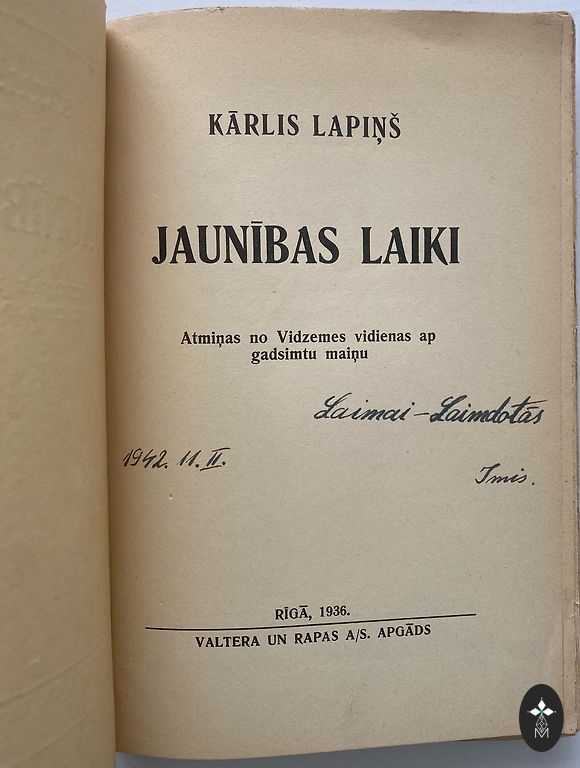 KĀRLIS LAPIŅŠ
JAUNĪBAS LAIKI
Atmiņas no Vidzemes vidienas ap
gadsimtu maiņu
Laimai – Laimdotās
1942. 11. II.
Imis.
RĪGĀ, 1936.
VALTERA UN RAPAS A/S. APGĀDS
M